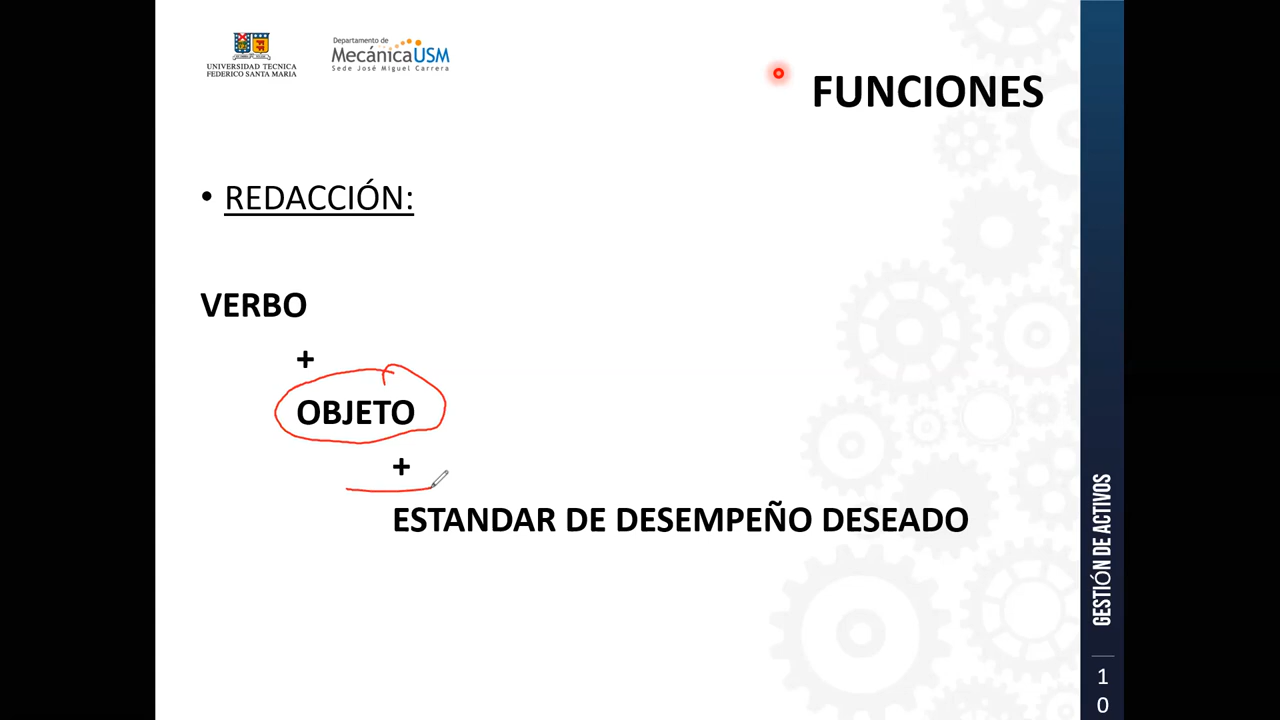 UNIVERSIDAD TECNICA
FEDERICO SANTA MARIA
Departamento de
MecánicaUSM
Sede José Miguel Carrera
FUNCIONES
• REDACCIÓN:
VERBO
+
OBJETO
+
ESTANDAR DE DESEMPEÑO DESEADO
GESTIÓN DE ACTIVOS
1
0